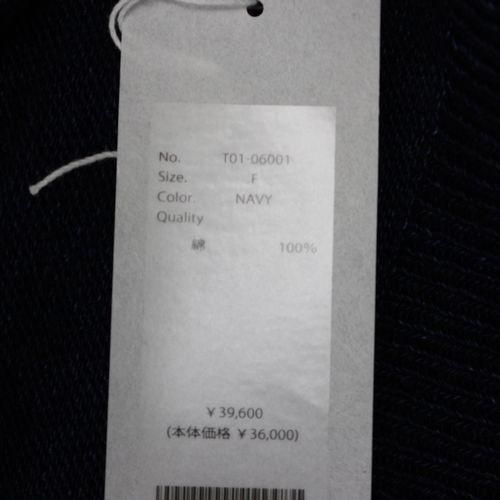 No. T01-06001
Size. F
Color. NAVY
Quality
綿 100%
￥39,600
(本体価格 ￥36,000)